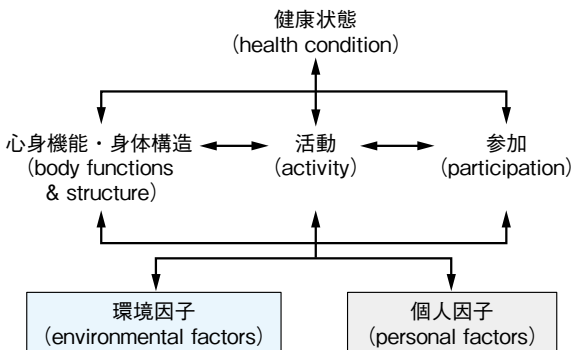 健康状態
(health condition)
心身機能・身体構造
(body functions
& structure)
活動
(activity)
参加
(participation)
環境因子
(environmental factors)
個人因子
(personal factors)